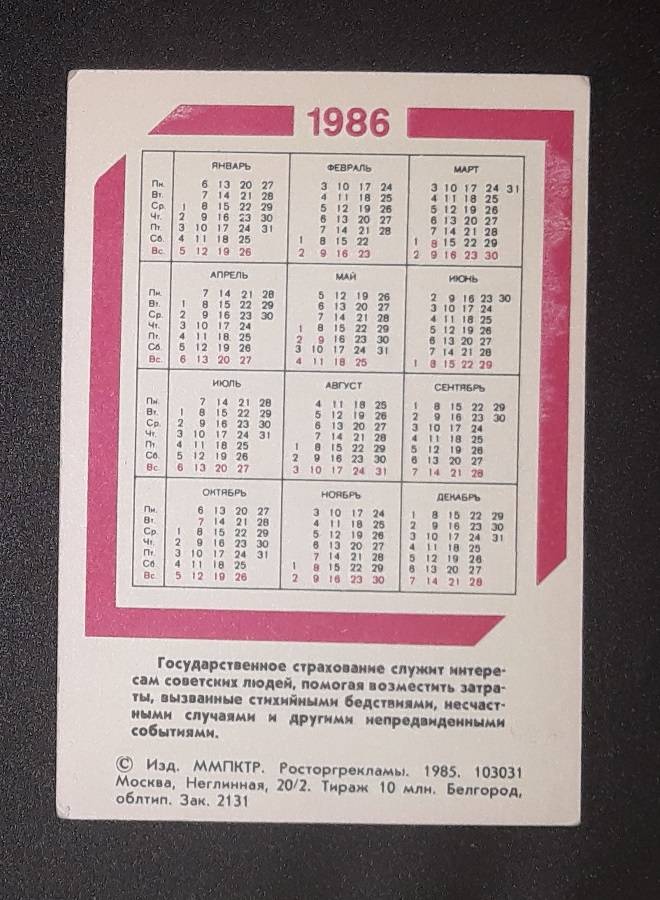 1986
ЯНВАРЬ ФЕВРАЛЬ МАРТ
Пн. 6 13 20 27 3 10 17 24 3 10 17 24 31
Вт. 7 14 21 28 4 11 18 25 4 11 18 25
Ср. 1 8 15 22 29 5 12 19 26 5 12 19 26
Чт. 2 9 16 23 30 6 13 20 27 6 13 20 27
Пт. 3 10 17 24 31 7 14 21 28 7 14 21 28
Сб. 4 11 18 25 1 8 15 22 1 8 15 22 29
Вс. 5 12 19 26 2 9 16 23 2 9 16 23 30
АПРЕЛЬ МАЙ ИЮНЬ
Пн. 7 14 21 28 5 12 19 26 2 9 16 23 30
Вт. 1 8 15 22 29 6 13 20 27 3 10 17 24
Ср. 2 9 16 23 30 7 14 21 28 4 11 18 25
Чт. 3 10 17 24 1 8 15 22 29 5 12 19 26
Пт. 4 11 18 25 2 9 16 23 30 6 13 20 27
Сб. 5 12 19 26 3 10 17 24 31 7 14 21 28
Вс. 6 13 20 27 4 11 18 25 1 8 15 22 29
ИЮЛЬ АВГУСТ СЕНТЯБРЬ
Пн. 7 14 21 28 4 11 18 25 1 8 15 22 29
Вт. 1 8 15 22 29 5 12 19 26 2 9 16 23 30
Ср. 2 9 16 23 30 6 13 20 27 3 10 17 24
Чт. 3 10 17 24 31 7 14 21 28 4 11 18 25
Пт. 4 11 18 25 1 8 15 22 29 5 12 19 26
Сб. 5 12 19 26 2 9 16 23 30 6 13 20 27
Вс. 6 13 20 27 3 10 17 24 31 7 14 21 28
ОКТЯБРЬ НОЯБРЬ ДЕКАБРЬ
Пн. 6 13 20 27 3 10 17 24 1 8 15 22 29
Вт. 7 14 21 28 4 11 18 25 2 9 16 23 30
Ср. 1 8 15 22 29 5 12 19 26 3 10 17 24 31
Чт. 2 9 16 23 30 6 13 20 27 4 11 18 25
Пт. 3 10 17 24 31 7 14 21 28 5 12 19 26
Сб. 4 11 18 25 1 8 15 22 29 6 13 20 27
Вс. 5 12 19 26 2 9 16 23 30 7 14 21 28
Государственное страхование служит интере-
сам советских людей, помогая возместить затра-
ты, вызванные стихийными бедствиями, несчаст-
ными случаями и другими непредвиденными
событиями.
© Изд. ММПКТР. Росторгрекламы. 1985. 103031
Москва, Неглинная, 20/2. Тираж 10 млн. Белгород,
облтип. Зак. 2131